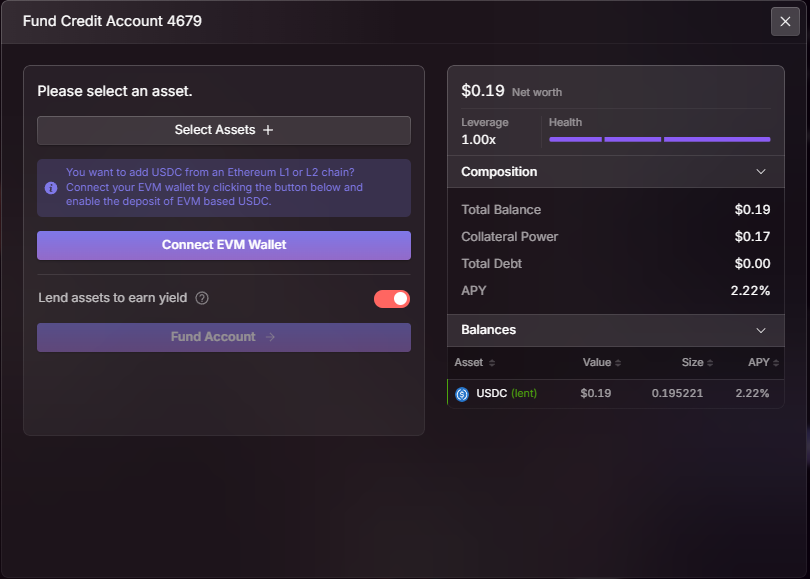 Fund Credit Account 4679
Please select an asset.
Select Assets +
You want to add USDC from an Ethereum L1 or L2 chain?
Connect your EVM wallet by clicking the button below and
enable the deposit of EVM based USDC.
Connect EVM Wallet
Lend assets to earn yield ?
Fund Account →
$0.19 Net worth
Leverage Health
1.00x
Composition
Total Balance $0.19
Collateral Power $0.17
Total Debt $0.00
APY 2.22%
Balances
Asset Value Size APY
USDC (lent) $0.19 0.195221 2.22%